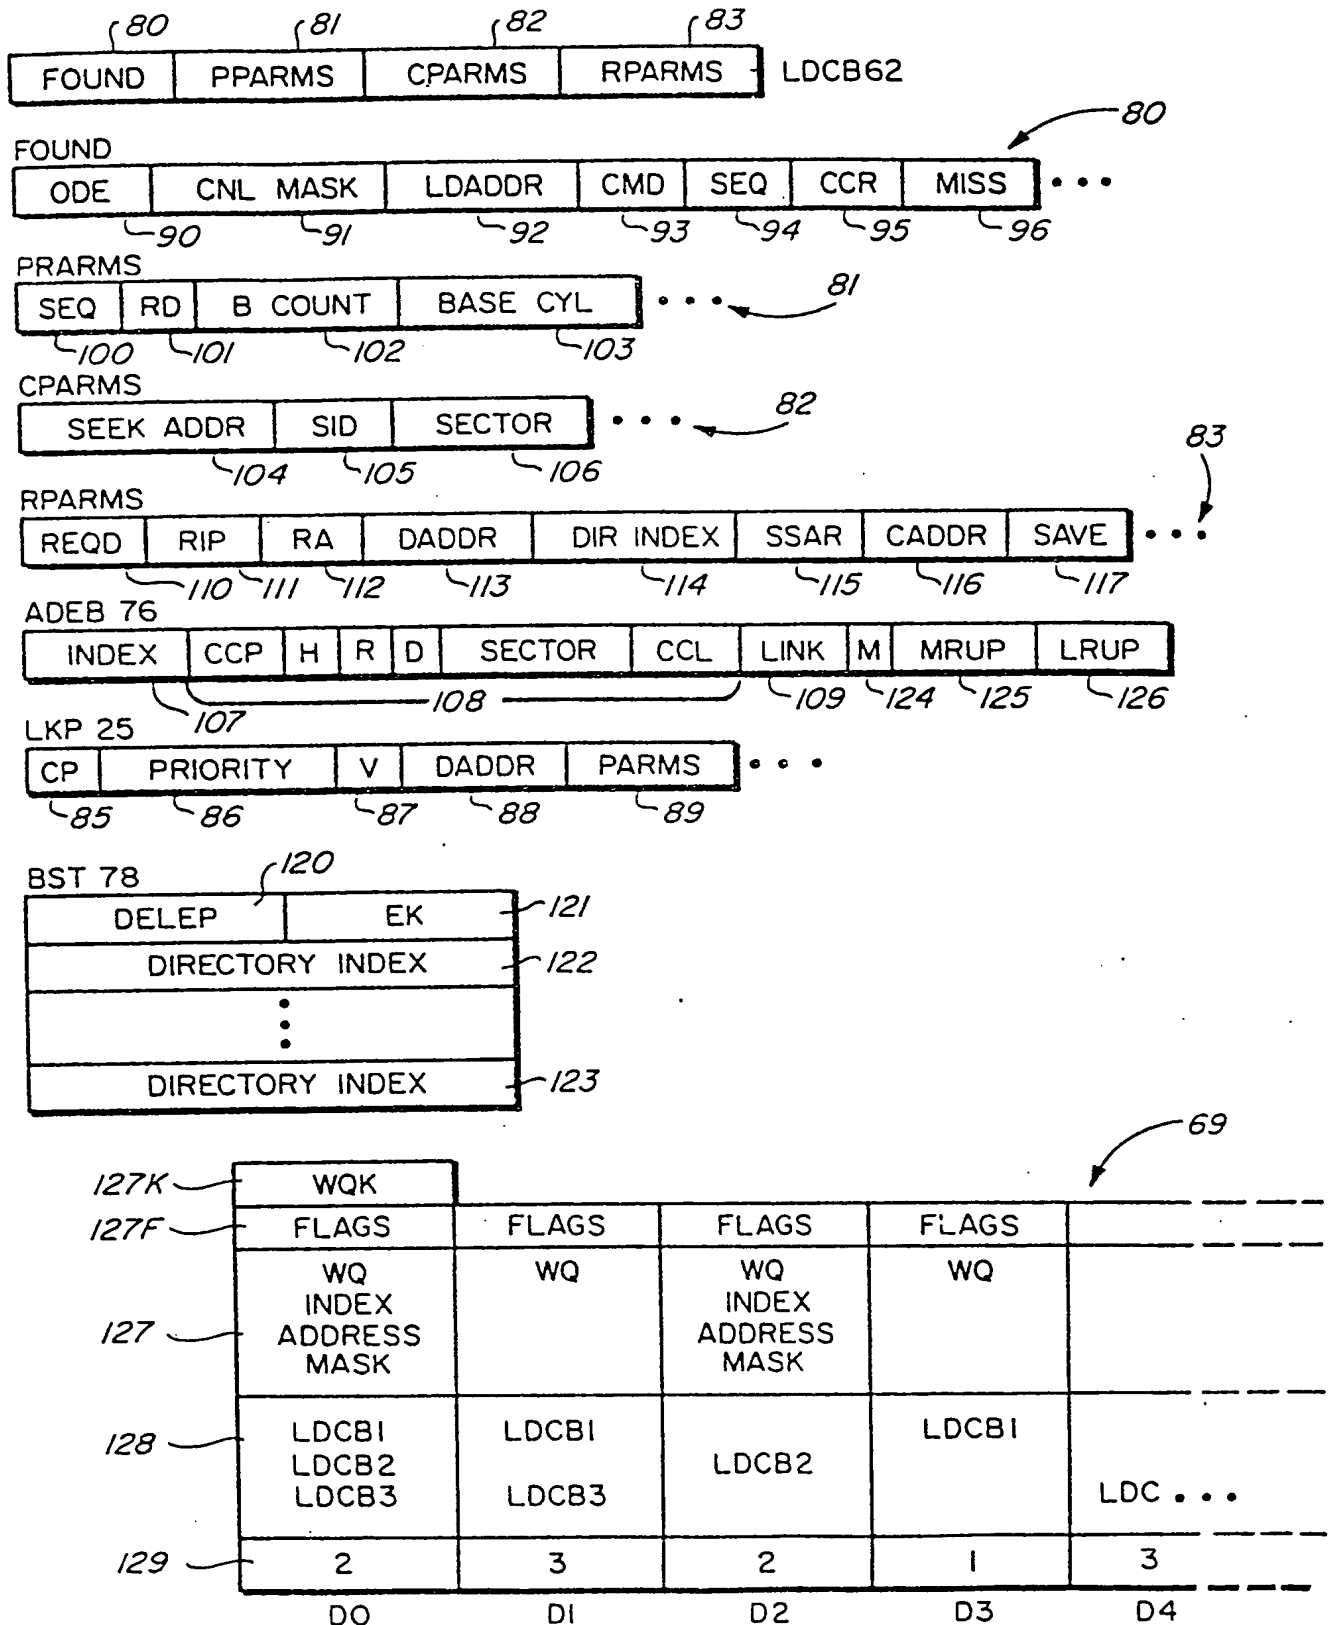 80 81 82 83
FOUND PPARMS CPARMS RPARMS LDCB62
80
FOUND
ODE CNL MASK LDADDR CMD SEQ CCR MISS • • •
90 91 92 93 94 95 96
PRARMS
SEQ RD B COUNT BASE CYL • • • 81
100 101 102 103
CPARMS
SEEK ADDR SID SECTOR • • • 82
104 105 106
83
RPARMS
REQD RIP RA DADDR DIR INDEX SSAR CADDR SAVE • • •
110 111 112 113 114 115 116 117
ADEB 76
INDEX CCP H R D SECTOR CCL LINK M MRUP LRUP
107 108 109 124 125 126
LKP 25
CP PRIORITY V DADDR PARMS • • •
85 86 87 88 89
BST 78 120
DELEP EK 121
DIRECTORY INDEX 122
•
•
•
DIRECTORY INDEX 123
69
127K WQK
127F FLAGS FLAGS FLAGS FLAGS
WQ WQ WQ WQ
INDEX INDEX
127 ADDRESS ADDRESS
MASK MASK
128 LDCB1 LDCB1 LDCB1
LDCB2 LDCB2
LDCB3 LDCB3 LDC • • •
129 2 3 2 1 3
D0 D1 D2 D3 D4